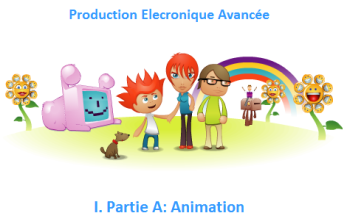 Production Elecronique Avancée
I. Partie A: Animation